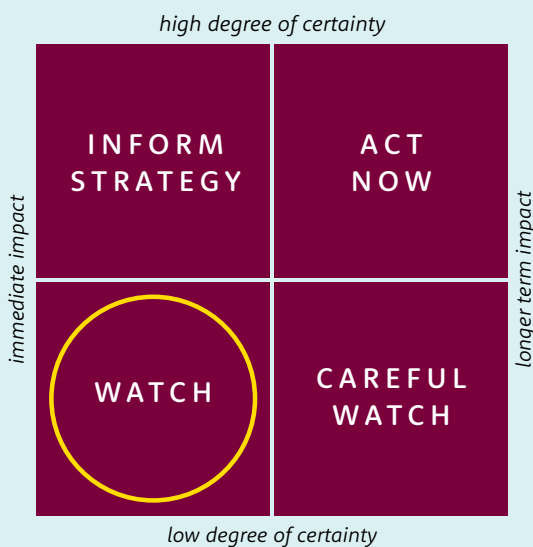 high degree of certainty
INFORM
STRATEGY
ACT
NOW
immediate impact
longer term impact
WATCH
CAREFUL
WATCH
low degree of certainty